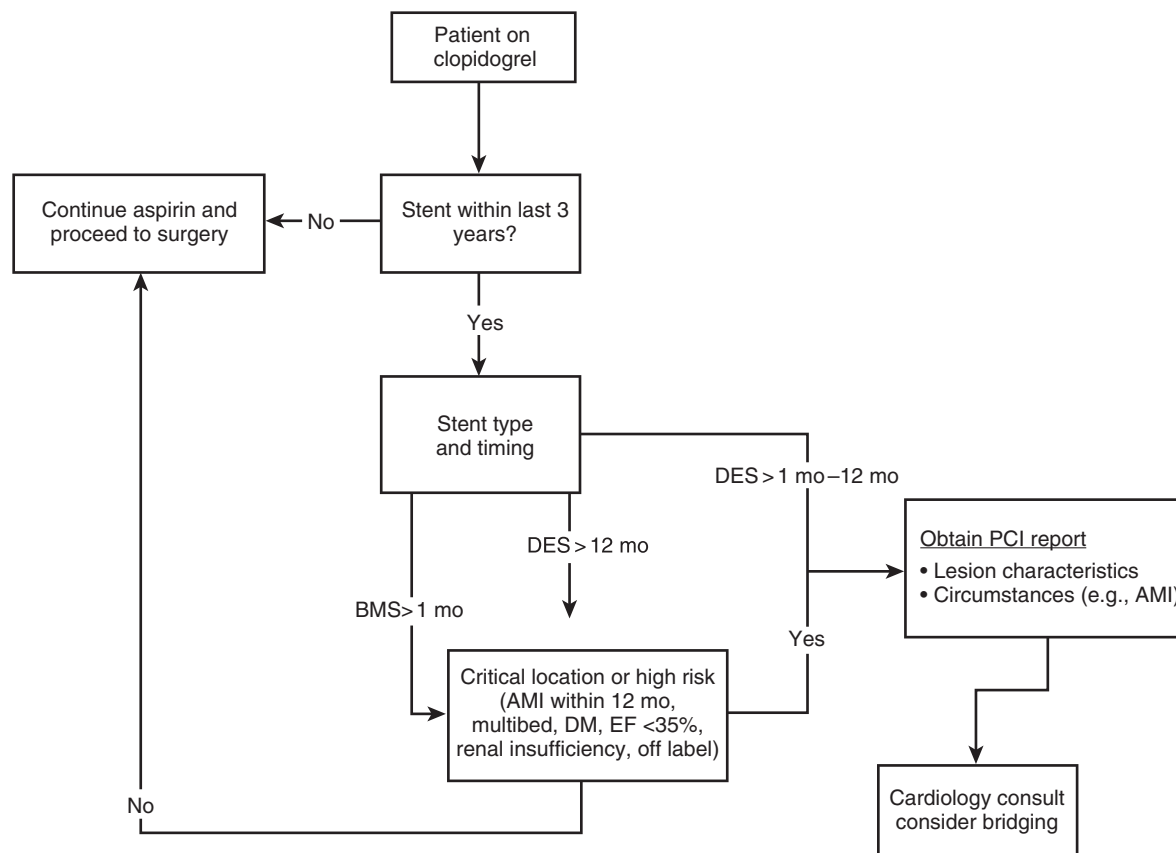 Patient on
clopidogrel
Continue aspirin and
proceed to surgery
No
Stent within last 3
years?
Yes
Stent type
and timing
DES > 1 mo–12 mo
DES > 12 mo
BMS> 1 mo
Obtain PCI report
• Lesion characteristics
• Circumstances (e.g., AMI)
Yes
Critical location or high risk
(AMI within 12 mo,
multibed, DM, EF <35%,
renal insufficiency, off label)
No
Cardiology consult
consider bridging